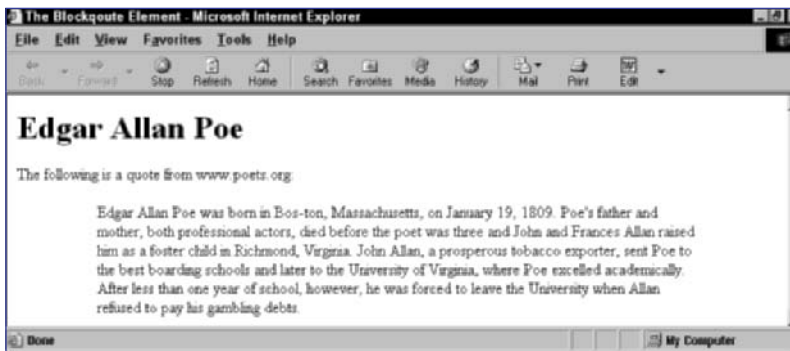 The Blockqoute Element - Microsoft Internet Explorer
File Edit View Favorites Tools Help
Back Forward Stop Refresh Home Search Favorites Media History Mail Print Edit
Edgar Allan Poe
The following is a quote from www.poets.org:
Edgar Allan Poe was born in Bos-ton, Massachusetts, on January 19, 1809. Poe's father and
mother, both professional actors, died before the poet was three and John and Frances Allan raised
him as a foster child in Richmond, Virginia. John Allan, a prosperous tobacco exporter, sent Poe to
the best boarding schools and later to the University of Virginia, where Poe excelled academically.
After less than one year of school, however, he was forced to leave the University when Allan
refused to pay his gambling debts.
Done My Computer